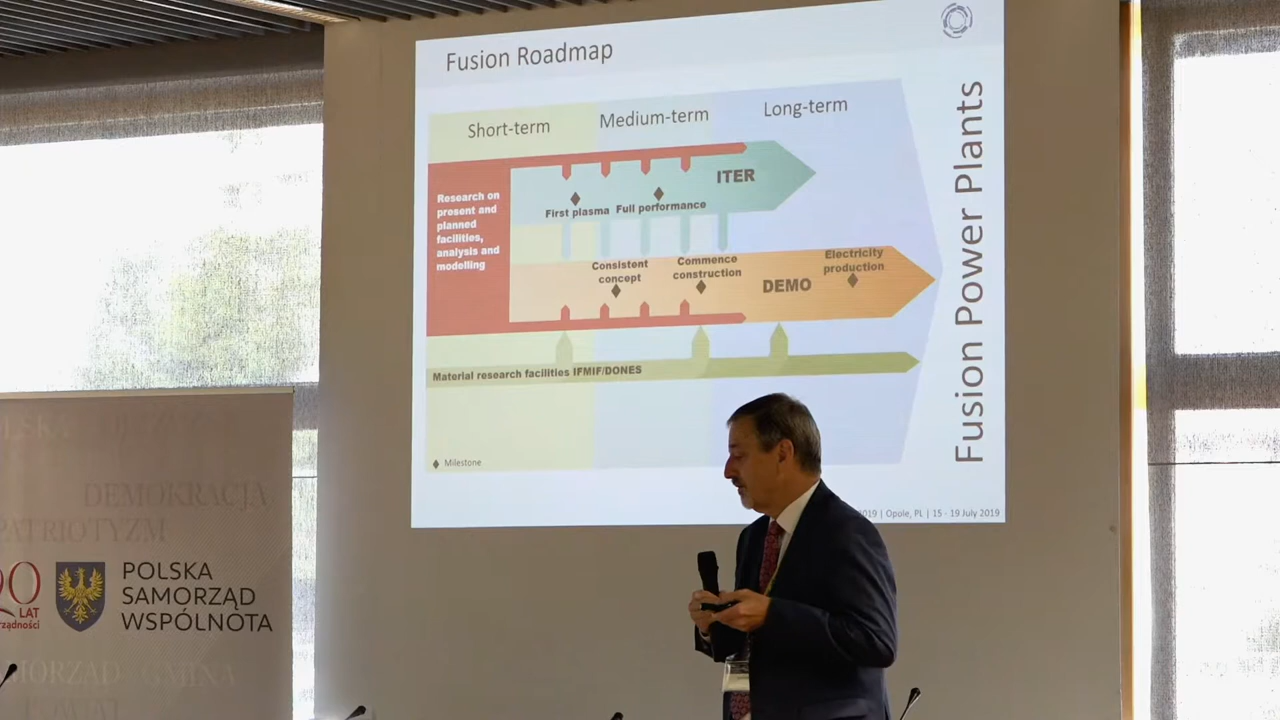 Fusion Roadmap
Short-term
Medium-term
Long-term
Research on
present and
planned
facilities,
analysis and
modelling
ITER
First plasma
Full performance
Consistent
concept
Commence
construction
DEMO
Electricity
production
Material research facilities IFMIF/DONES
Milestone
Fusion Power Plants
2019 | Opole, PL | 15 - 19 July 2019
DEMOKRACJA
PATRIOTYZM
LAT
POLSKA
SAMORZĄD
WSPÓLNOTA
GMINA